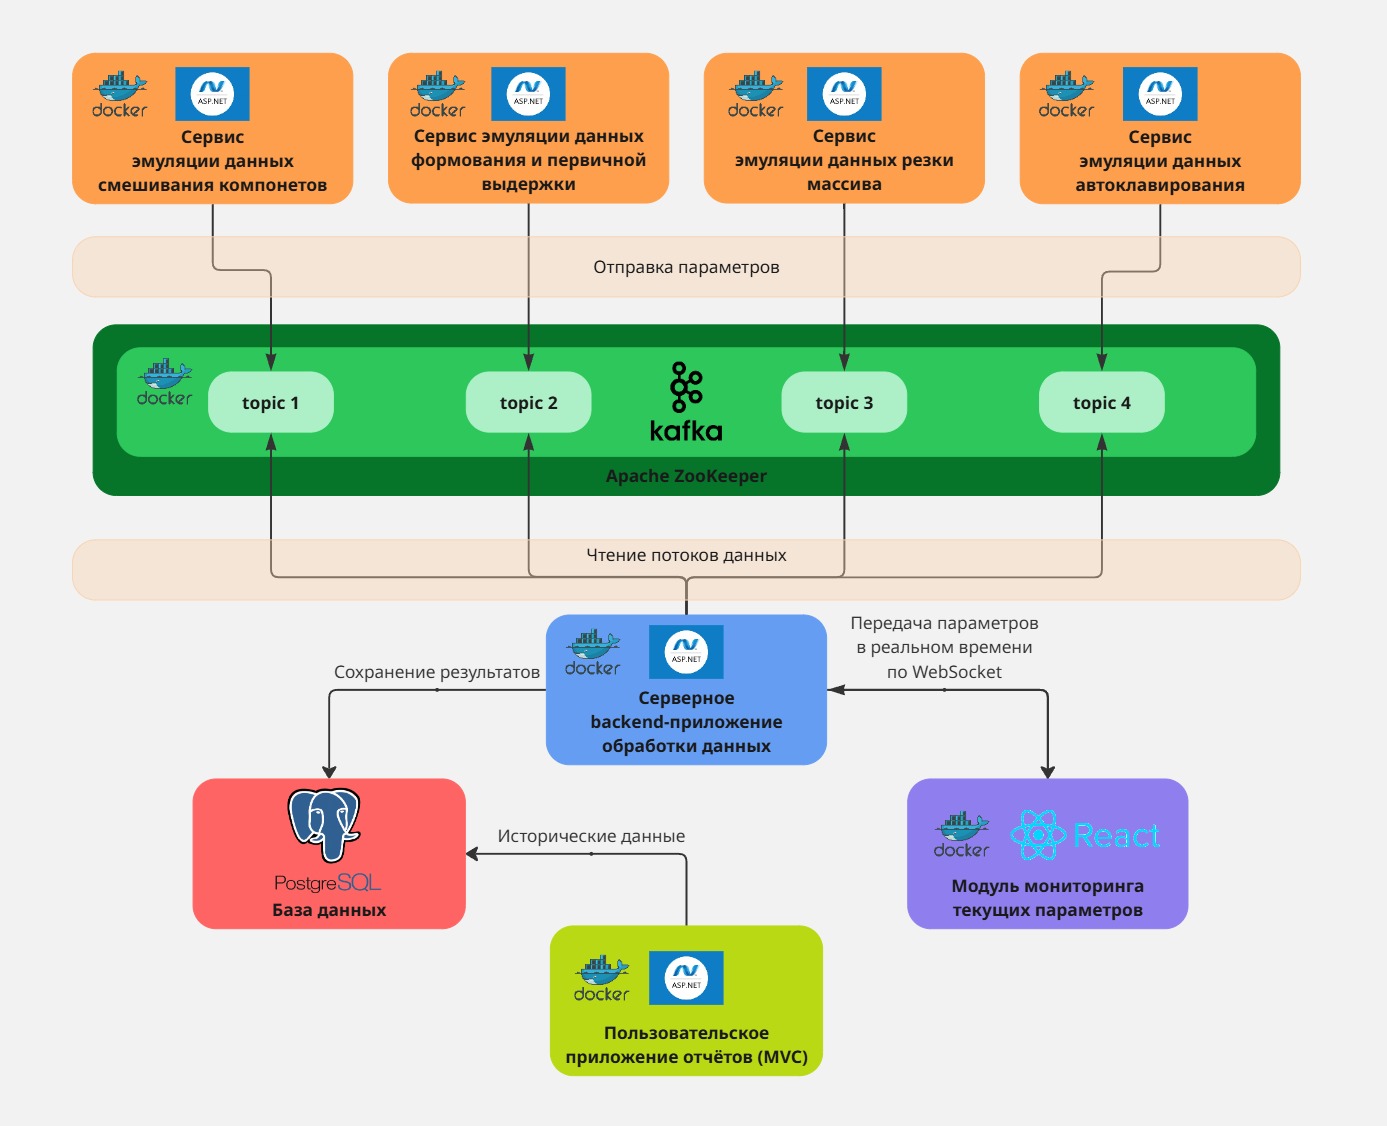 docker
ASP.NET
Сервис
эмуляции данных
смешивания компонетов
docker
ASP.NET
Сервис эмуляции данных
формования и первичной
выдержки
docker
ASP.NET
Сервис
эмуляции данных резки
массива
docker
ASP.NET
Сервис
эмуляции данных
автоклавирования
Отправка параметров
docker
topic 1
topic 2
kafka
topic 3
topic 4
Apache ZooKeeper
Чтение потоков данных
docker
ASP.NET
Серверное
backend-приложение
обработки данных
Передача параметров
в реальном времени
по WebSocket
Сохранение результатов
PostgreSQL
База данных
Исторические данные
docker
React
Модуль мониторинга
текущих параметров
docker
ASP.NET
Пользовательское
приложение отчётов (MVC)